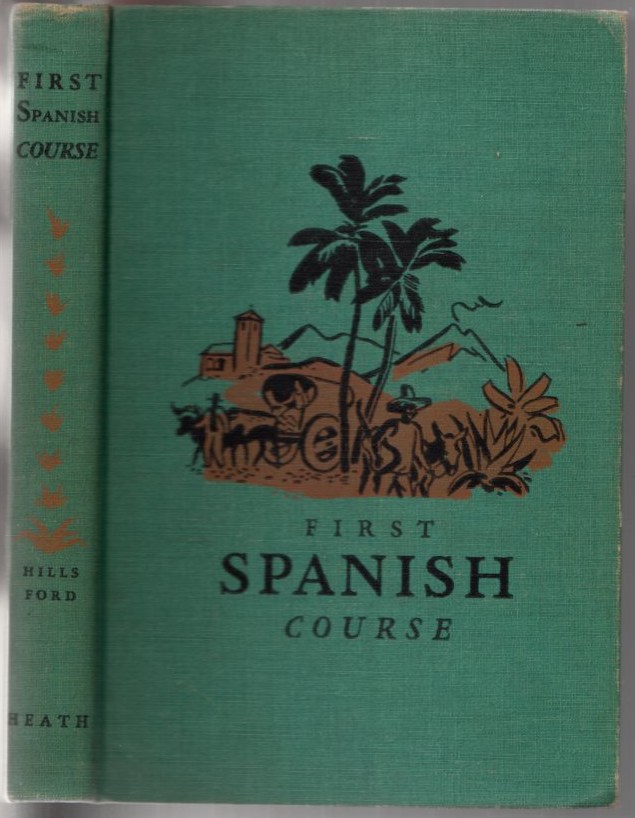 FIRST
SPANISH
COURSE
HILLS
FORD
HEATH
FIRST
SPANISH
COURSE